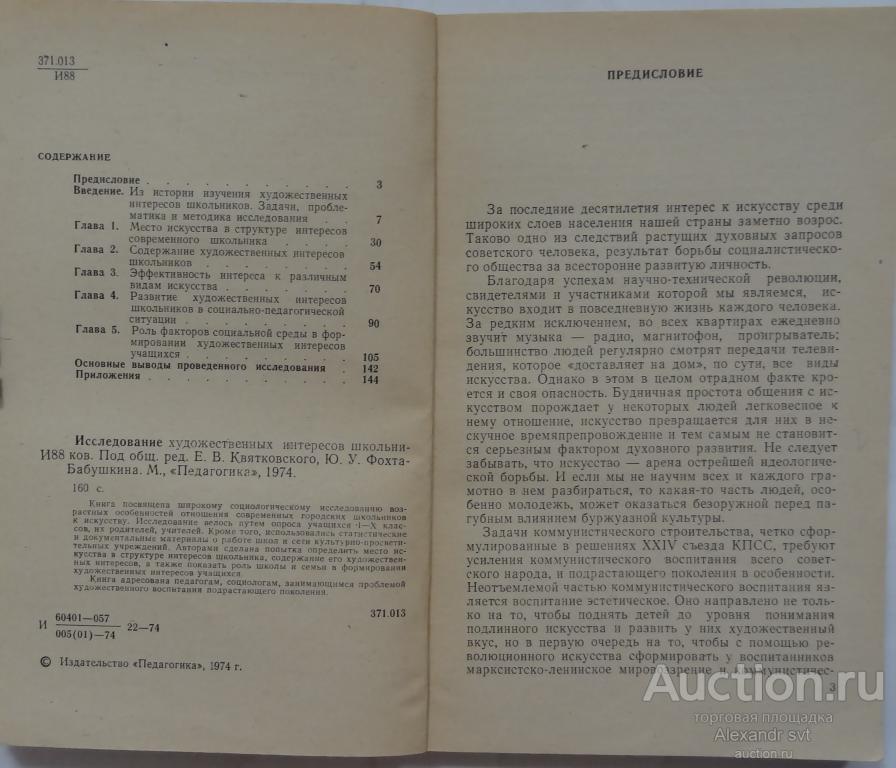 371.013
И88
СОДЕРЖАНИЕ
Предисловие . . . . . . . . . . 3
Введение. Из истории изучения художественных
интересов школьников. Задачи, пробле-
матика и методика исследования . . . 7
Глава 1. Место искусства в структуре интересов
современного школьника . . . . . . 30
Глава 2. Содержание художественных интересов
школьников . . . . . . . . 54
Глава 3. Эффективность интереса к различным
видам искусства . . . . . . . 70
Глава 4. Развитие художественных интересов
школьников в социально-педагогической
ситуации . . . . . . . . . 90
Глава 5. Роль факторов социальной среды в фор-
мировании художественных интересов
учащихся . . . . . . . . . 105
Основные выводы проведенного исследования . 142
Приложения . . . . . . . . . . 144
Исследование художественных интересов школьни-
И88 ков. Под общ. ред. Е. В. Квятковского, Ю. У. Фохта-
Бабушкина. М., «Педагогика», 1974.
160 с.
Книга посвящена широкому социологическому исследованию воз-
растных особенностей отношения современных городских школьников
к искусству. Исследование велось путем опроса учащихся I—X клас-
сов, их родителей, учителей. Кроме того, использовались статистические
и документальные материалы о работе школ и сети культурно-просвети-
тельных учреждений. Авторами сделана попытка определить место ис-
кусства в структуре интересов школьника, содержание его художествен-
ных интересов, а также показать роль школы и семьи в формировании
художественных интересов учащихся.
Книга адресована педагогам, социологам, занимающимся проблемой
художественного воспитания подрастающего поколения.
И 60401—057
005(01)—74
22—74
371.013
© Издательство «Педагогика», 1974 г.
ПРЕДИСЛОВИЕ
За последние десятилетия интерес к искусству среди
широких слоев населения нашей страны заметно возрос.
Таково одно из следствий растущих духовных запросов
советского человека, результат борьбы социалистическо-
го общества за всесторонне развитую личность.
Благодаря успехам научно-технической революции,
свидетелями и участниками которой мы являемся, ис-
кусство входит в повседневную жизнь каждого человека.
За редким исключением, во всех квартирах ежедневно
звучит музыка — радио, магнитофон, проигрыватель;
большинство людей регулярно смотрят передачи телеви-
дения, которое «доставляет на дом», по сути, все виды
искусства. Однако в этом в целом отрадном факте кро-
ется и своя опасность. Будничная простота общения с ис-
кусством порождает у некоторых людей легковесное к
нему отношение, искусство превращается для них в не-
скучное времяпрепровождение и тем самым не становит-
ся серьезным фактором духовного развития. Не следует
забывать, что искусство — арена острейшей идеологиче-
ской борьбы. И если мы не научим всех и каждого гра-
мотно в нем разбираться, то какая-то часть людей, осо-
бенно молодежь, может оказаться безоружной перед па-
губным влиянием буржуазной культуры.
Задачи коммунистического строительства, четко сфор-
мулированные в решениях XXIV съезда КПСС, требуют
усиления коммунистического воспитания всего совет-
ского народа, и подрастающего поколения в особенности.
Неотъемлемой частью коммунистического воспитания яв-
ляется воспитание эстетическое. Оно направлено не толь-
ко на то, чтобы поднять детей до уровня понимания
подлинного искусства и развить у них художественный
вкус, но в первую очередь на то, чтобы с помощью ре-
волюционного искусства сформировать у воспитанников
марксистско-ленинское мировоззрение и коммунистичес-
3
Auction.ru
торговая площадка
Alexandr svt
auction.ru